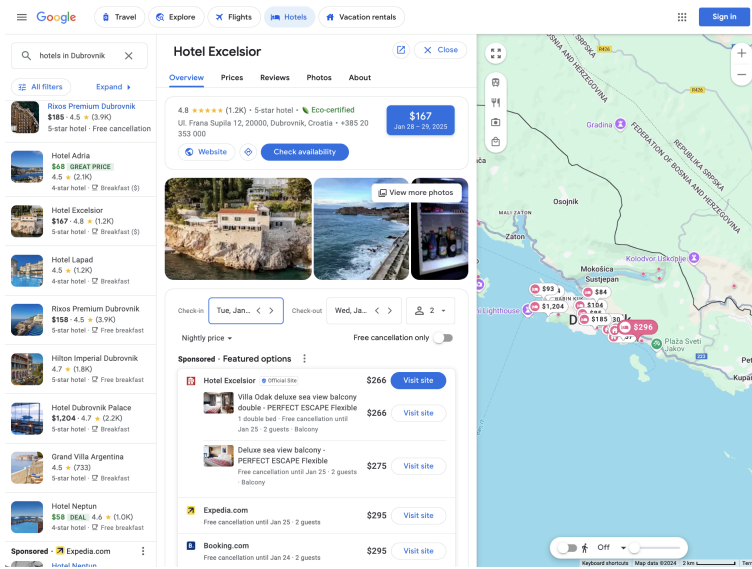 Google
Travel
Explore
Flights
Hotels
Vacation rentals
Sign in
hotels in Dubrovnik
All filters
Expand
Rixos Premium Dubrovnik
$185 · 4.5 ★ (3.9K)
5-star hotel · Free cancellation
Hotel Adria
$68 GREAT PRICE
4.5 ★ (2.1K)
4-star hotel · Breakfast ($)
Hotel Excelsior
$167 · 4.8 ★ (1.2K)
5-star hotel · Breakfast ($)
Hotel Lapad
4.5 ★ (1.2K)
4-star hotel · Breakfast
Rixos Premium Dubrovnik
$158 · 4.5 ★ (3.9K)
5-star hotel · Free breakfast
Hilton Imperial Dubrovnik
4.7 ★ (1.8K)
5-star hotel · Free breakfast
Hotel Dubrovnik Palace
$1,204 · 4.7 ★ (2.2K)
5-star hotel · Breakfast
Grand Villa Argentina
4.5 ★ (733)
5-star hotel · Breakfast
Hotel Neptun
$58 DEAL 4.6 ★ (1.0K)
4-star hotel · Free breakfast
Sponsored · Expedia.com
Hotel Neptun
Hotel Excelsior
Close
Overview
Prices
Reviews
Photos
About
4.8 ★★★★★ (1.2K) · 5-star hotel · Eco-certified
Ul. Frana Supila 12, 20000, Dubrovnik, Croatia · +385 20
353 000
$167
Jan 28 – 29, 2025
Website
Check availability
View more photos
Check-in
Tue, Jan…
Check-out
Wed, Ja…
2
Nightly price
Free cancellation only
Sponsored · Featured options
Hotel Excelsior
Official Site
$266
Visit site
Villa Odak deluxe sea view balcony
double - PERFECT ESCAPE Flexible
1 double bed · Free cancellation until
Jan 25 · 2 guests · Balcony
$266
Visit site
Deluxe sea view balcony -
PERFECT ESCAPE Flexible
Free cancellation until Jan 25 · 2 guests
· Balcony
$275
Visit site
Expedia.com
Free cancellation until Jan 25 · 2 guests
$295
Visit site
B.
Booking.com
Free cancellation until Jan 24 · 2 guests
$295
Visit site
SRPSKA
BOSNIA AND HERZEGOVINA
R426
R426
Gradina
REPUBLIKA SRPSKA
FEDERATION OF BOSNIA AND HERZEGOVINA
Osojnik
MALI ZATON
Zaton
Kolodvor Uskoplje
Mokošica
Sustjepan
$93
$84
$1,204
$104
$185
$296
Lighthouse
Plaža Sveti
Jakov
223
Kupar
Off
Keyboard shortcuts
Map data ©2024
2 km